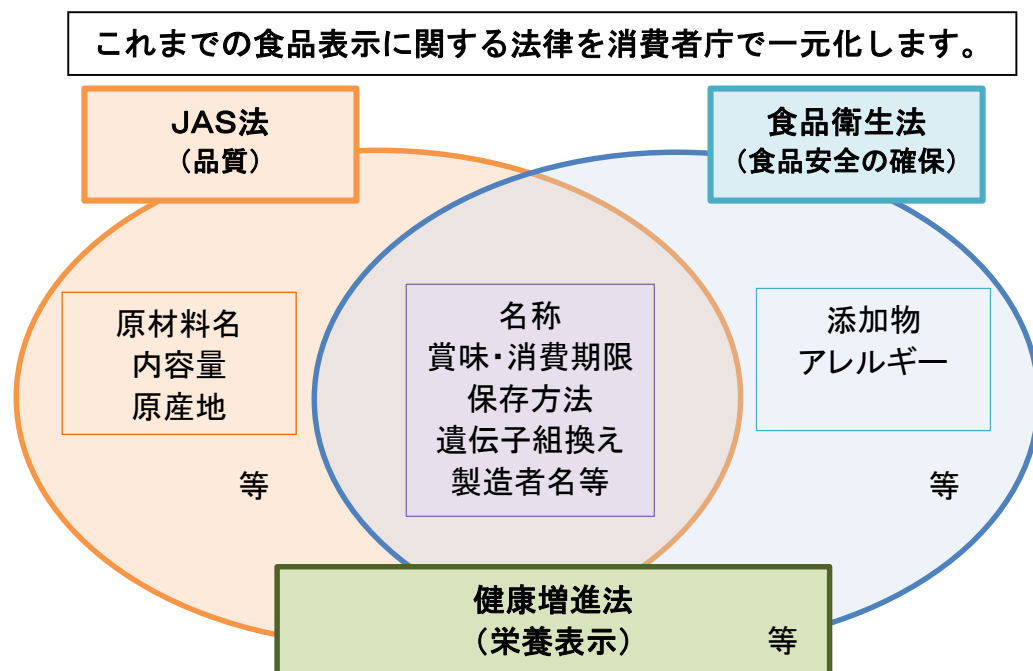 これまでの食品表示に関する法律を消費者庁で一元化します。
JAS法
（品質）
食品衛生法
（食品安全の確保）
原材料名
内容量
原産地
等
名称
賞味・消費期限
保存方法
遺伝子組換え
製造者名等
添加物
アレルギー
等
健康増進法
（栄養表示）
等